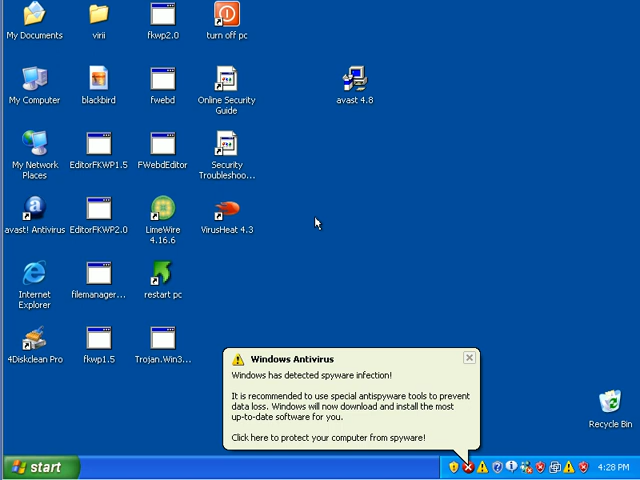 My Documents
virii
fkwp2.0
turn off pc
My Computer
blackbird
fwebd
Online Security
Guide
avast 4.8
My Network
Places
EditorFKWP1.5
FWebdEditor
Security
Troubleshoo...
avast! Antivirus
EditorFKWP2.0
LimeWire
4.16.6
VirusHeat 4.3
Internet
Explorer
filemanager...
restart pc
4Diskclean Pro
fkwp1.5
Trojan.Win3...
Windows Antivirus
Windows has detected spyware infection!
It is recommended to use special antispyware tools to prevent
data loss. Windows will now download and install the most
up-to-date software for you.
Click here to protect your computer from spyware!
Recycle Bin
start
4:28 PM